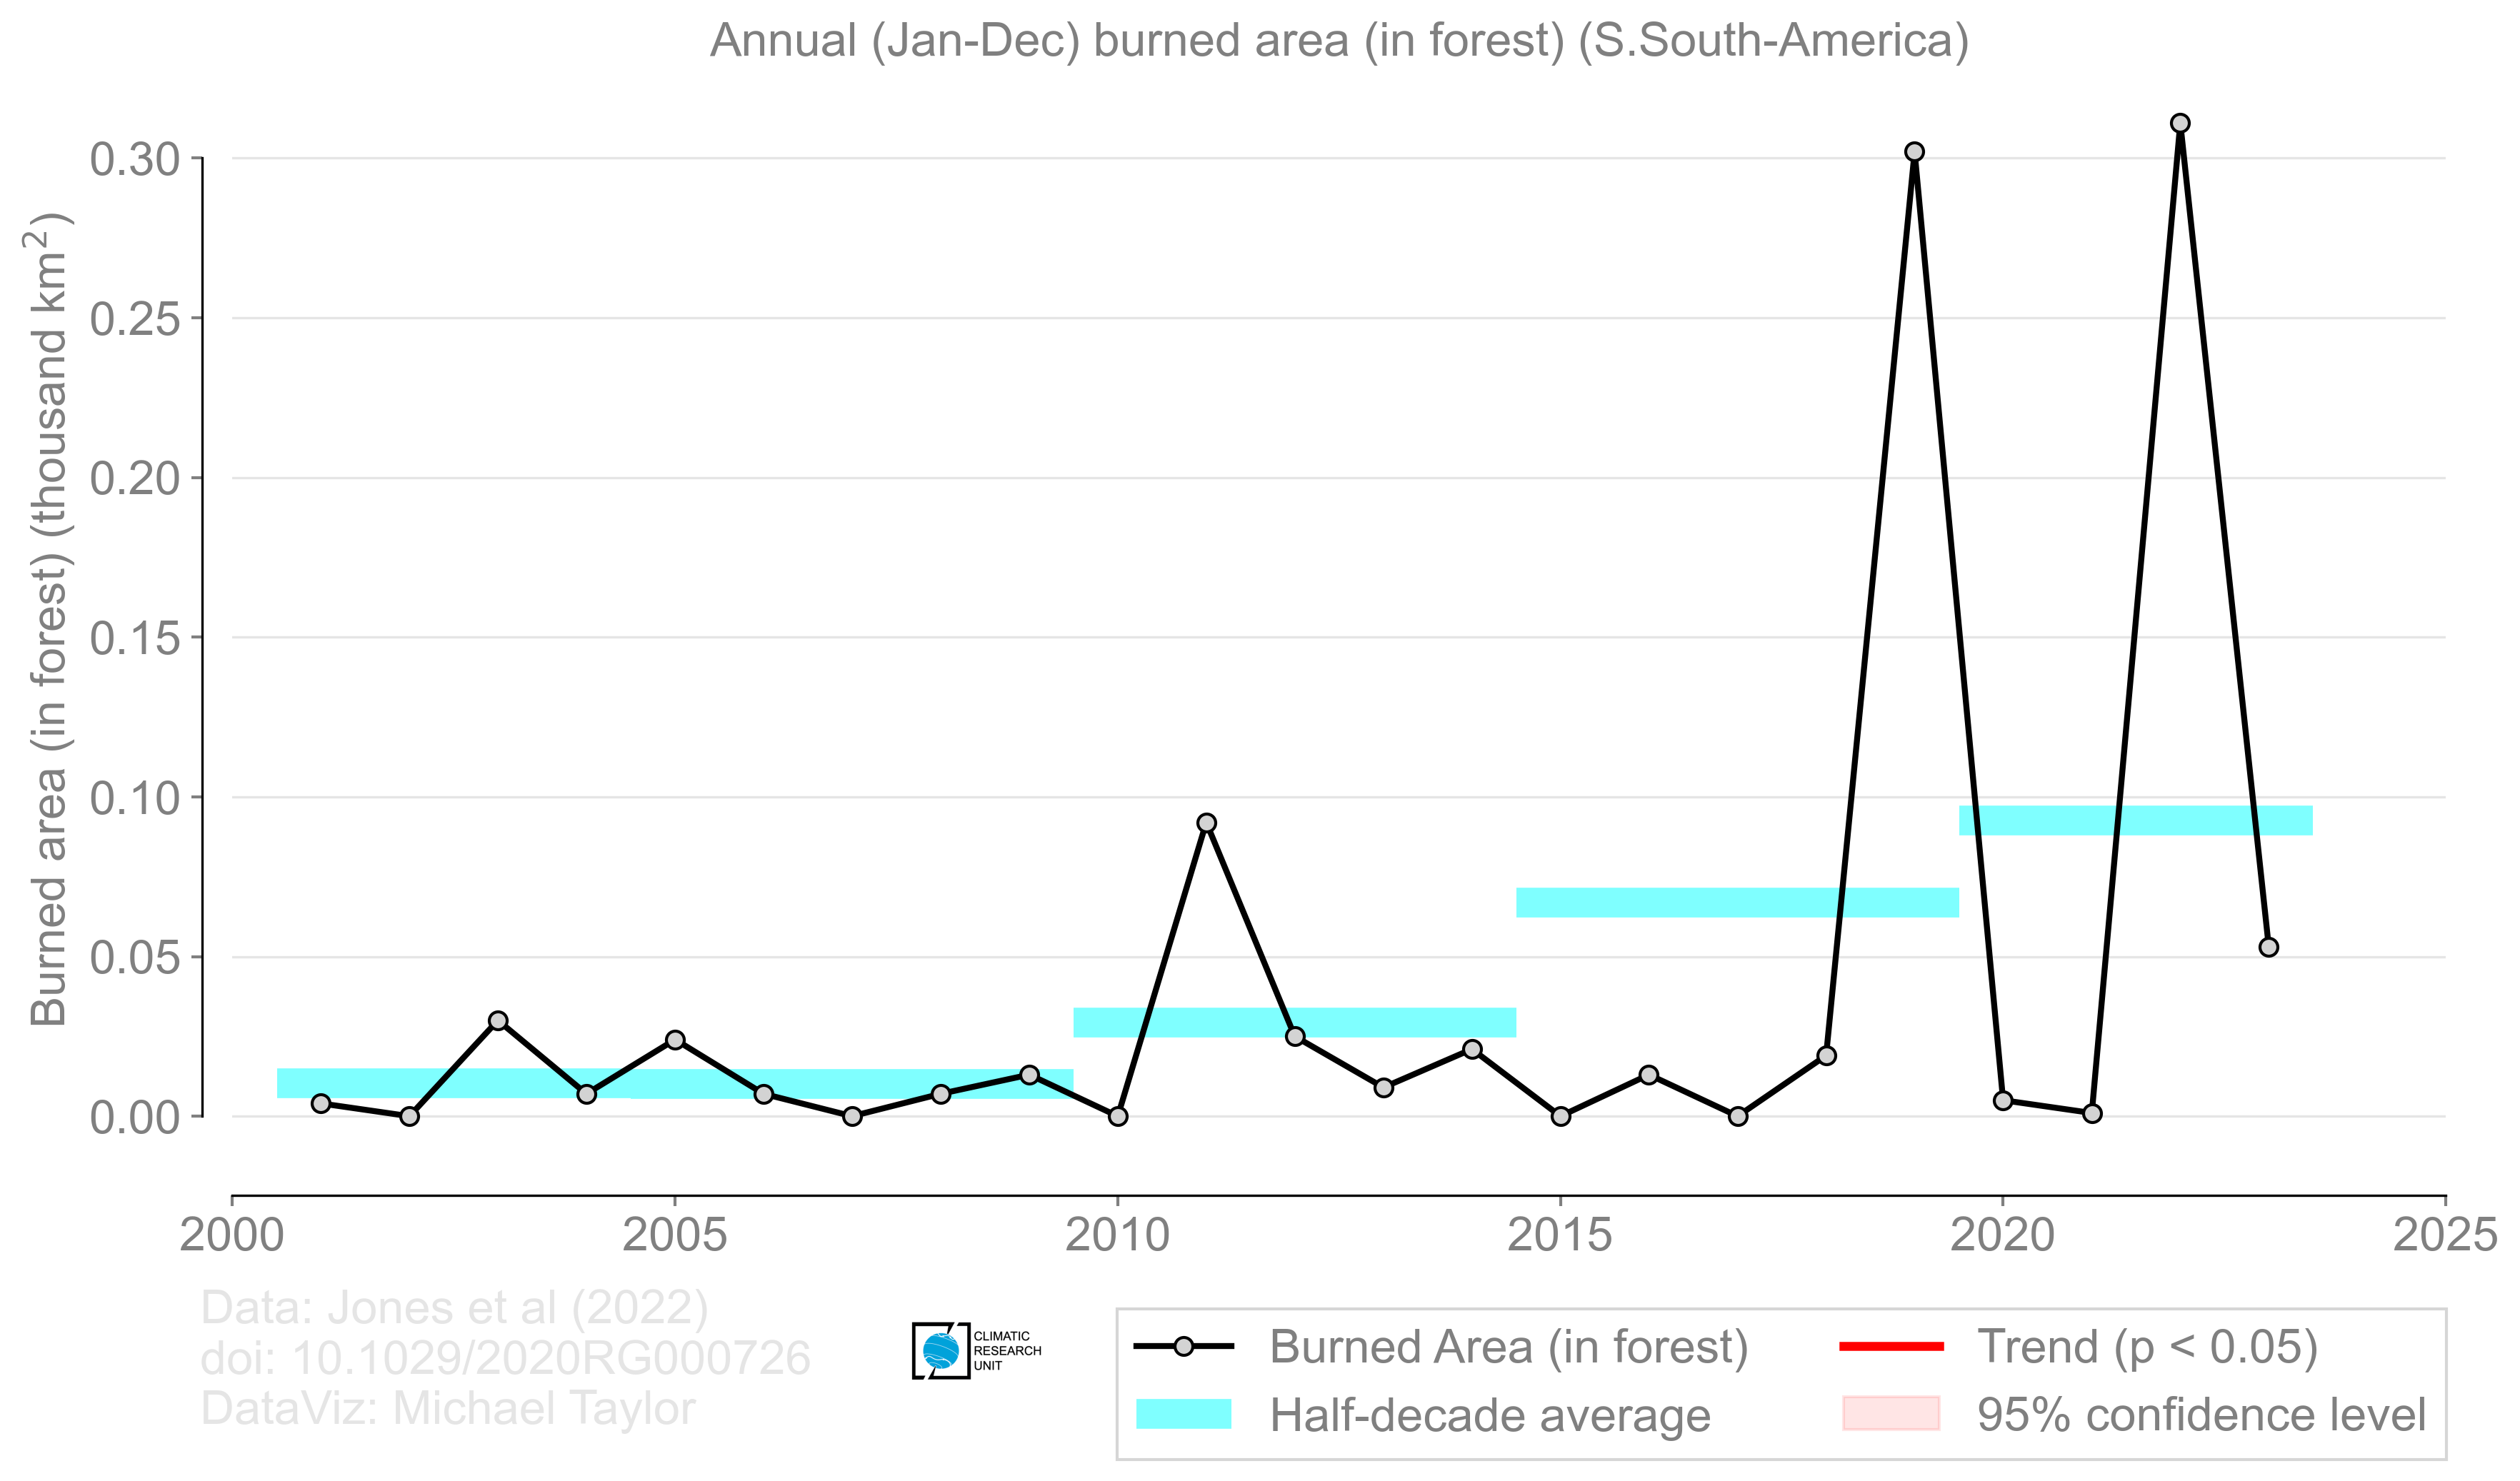 Annual (Jan-Dec) burned area (in forest) (S.South-America)
Burned area (in forest) (thousand km²)
0.30
0.25
0.20
0.15
0.10
0.05
0.00
2000 2005 2010 2015 2020 2025
Data: Jones et al (2022)
doi: 10.1029/2020RG000726
DataViz: Michael Taylor
CLIMATIC
RESEARCH
UNIT
Burned Area (in forest)
Half-decade average
Trend (p < 0.05)
95% confidence level